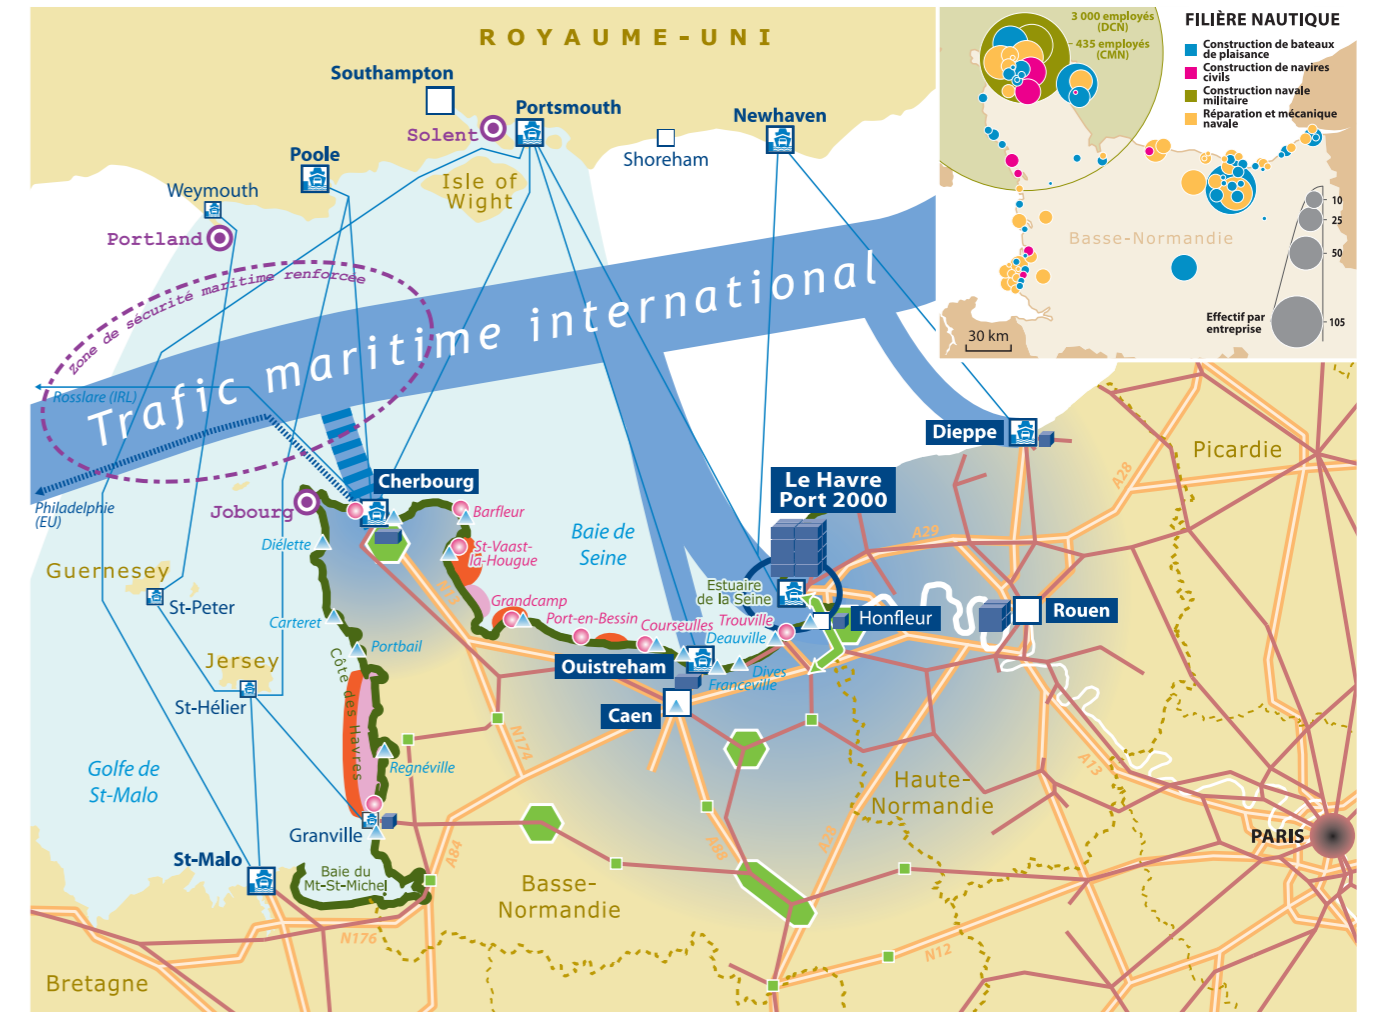 ROYAUME-UNI
Southampton
Portsmouth
Solent
Newhaven
Shoreham
Poole
Isle of
Wight
Weymouth
Portland
zone de sécurité maritime renforcée
Trafic maritime international
Rosslare (IRL)
Philadelphie
(EU)
3 000 employés
(DCN)
435 employés
(CMN)
FILIÈRE NAUTIQUE
Construction de bateaux
de plaisance
Construction de navires
civils
Construction navale
militaire
Réparation et mécanique
navale
10
25
50
105
Effectif par
entreprise
Basse-Normandie
30 km
Dieppe
Picardie
Cherbourg
Le Havre
Port 2000
Jobourg
Barfleur
Diélette
St-Vaast-
la-Hougue
Baie de
Seine
A28
A29
Guernesey
St-Peter
Estuaire
de la Seine
N13
Grandcamp
Port-en-Bessin
Courseulles
Trouville
Deauville
Honfleur
Rouen
Carteret
Portbail
Jersey
St-Hélier
Ouistreham
Dives
Franceville
Caen
Côte des Havres
N174
Regnéville
Golfe de
St-Malo
Haute-
Normandie
A13
Granville
PARIS
St-Malo
A84
A88
A28
Baie du
Mt-St-Michel
Basse-
Normandie
N176
N12
Bretagne